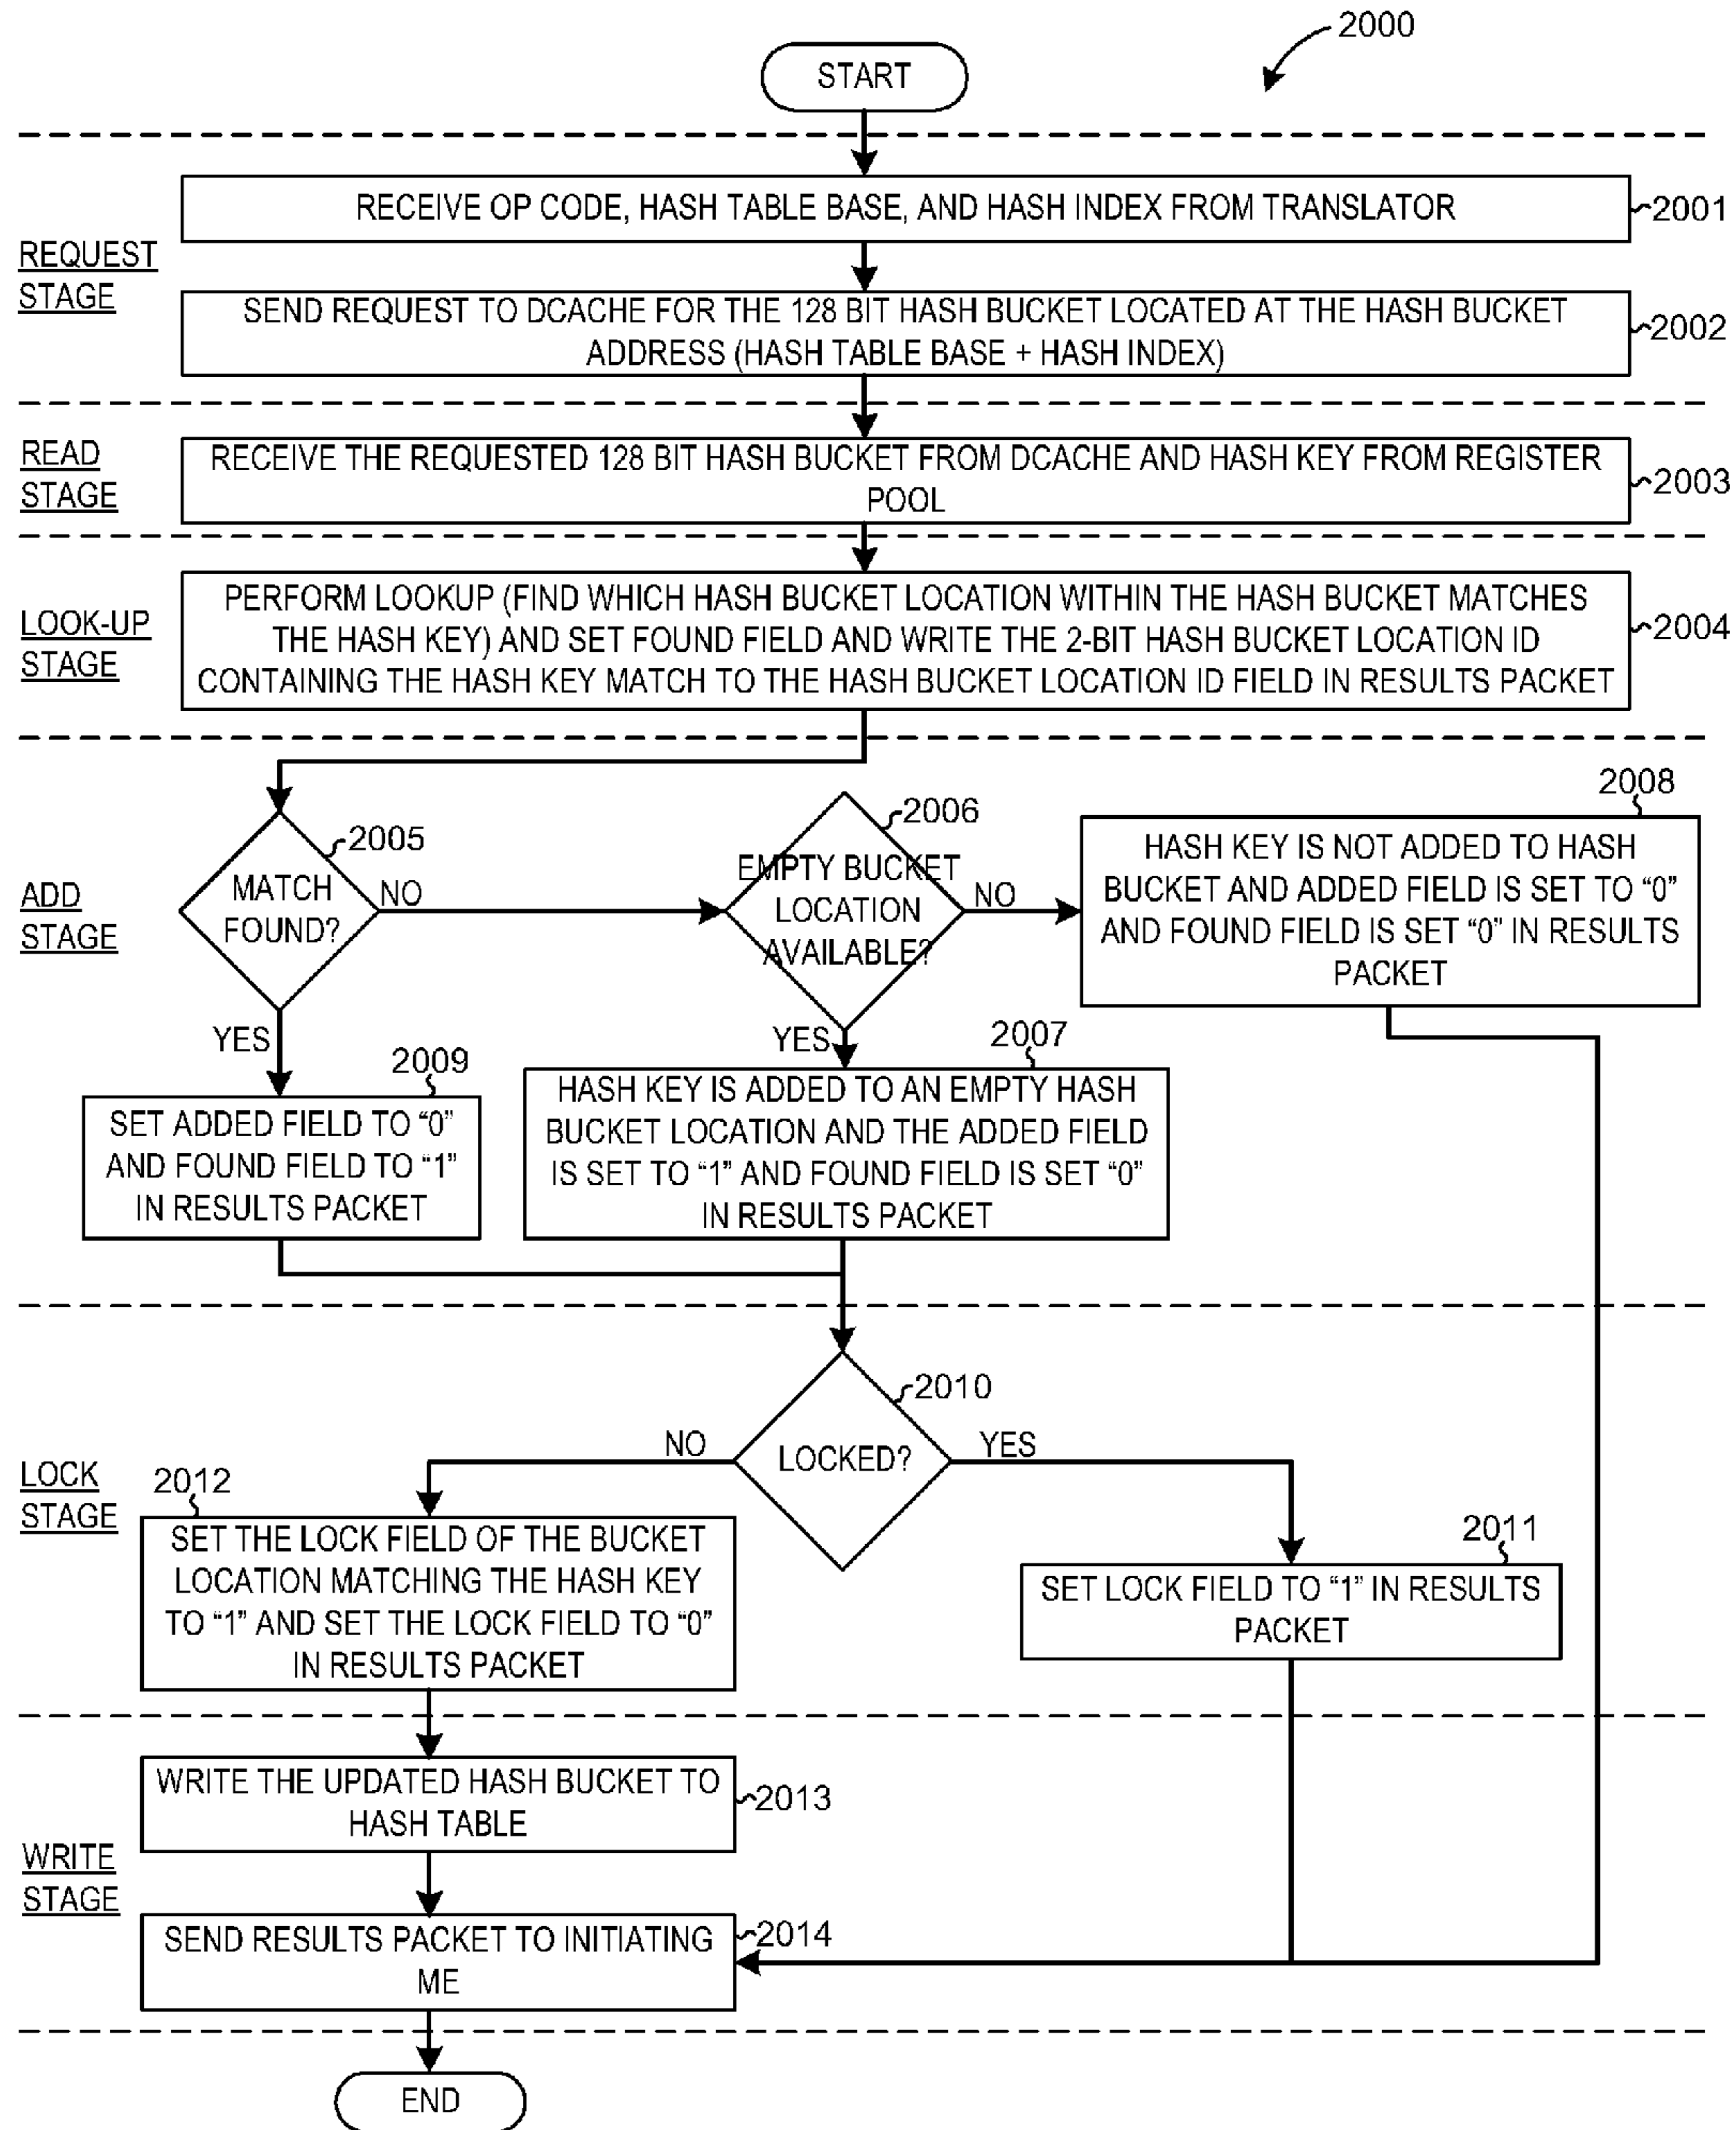 2000
START
RECEIVE OP CODE, HASH TABLE BASE, AND HASH INDEX FROM TRANSLATOR
2001
REQUEST
STAGE
SEND REQUEST TO DCACHE FOR THE 128 BIT HASH BUCKET LOCATED AT THE HASH BUCKET
ADDRESS (HASH TABLE BASE + HASH INDEX)
2002
READ
STAGE
RECEIVE THE REQUESTED 128 BIT HASH BUCKET FROM DCACHE AND HASH KEY FROM REGISTER
POOL
2003
LOOK-UP
STAGE
PERFORM LOOKUP (FIND WHICH HASH BUCKET LOCATION WITHIN THE HASH BUCKET MATCHES
THE HASH KEY) AND SET FOUND FIELD AND WRITE THE 2-BIT HASH BUCKET LOCATION ID
CONTAINING THE HASH KEY MATCH TO THE HASH BUCKET LOCATION ID FIELD IN RESULTS PACKET
2004
ADD
STAGE
2005
MATCH
FOUND?
NO
YES
2006
EMPTY BUCKET
LOCATION
AVAILABLE?
NO
YES
2008
HASH KEY IS NOT ADDED TO HASH
BUCKET AND ADDED FIELD IS SET TO “0”
AND FOUND FIELD IS SET “0” IN RESULTS
PACKET
2009
SET ADDED FIELD TO “0”
AND FOUND FIELD TO “1”
IN RESULTS PACKET
2007
HASH KEY IS ADDED TO AN EMPTY HASH
BUCKET LOCATION AND THE ADDED FIELD
IS SET TO “1” AND FOUND FIELD IS SET “0”
IN RESULTS PACKET
LOCK
STAGE
2010
LOCKED?
NO
YES
2012
SET THE LOCK FIELD OF THE BUCKET
LOCATION MATCHING THE HASH KEY
TO “1” AND SET THE LOCK FIELD TO “0”
IN RESULTS PACKET
2011
SET LOCK FIELD TO “1” IN RESULTS
PACKET
WRITE
STAGE
WRITE THE UPDATED HASH BUCKET TO
HASH TABLE
2013
SEND RESULTS PACKET TO INITIATING
ME
2014
END